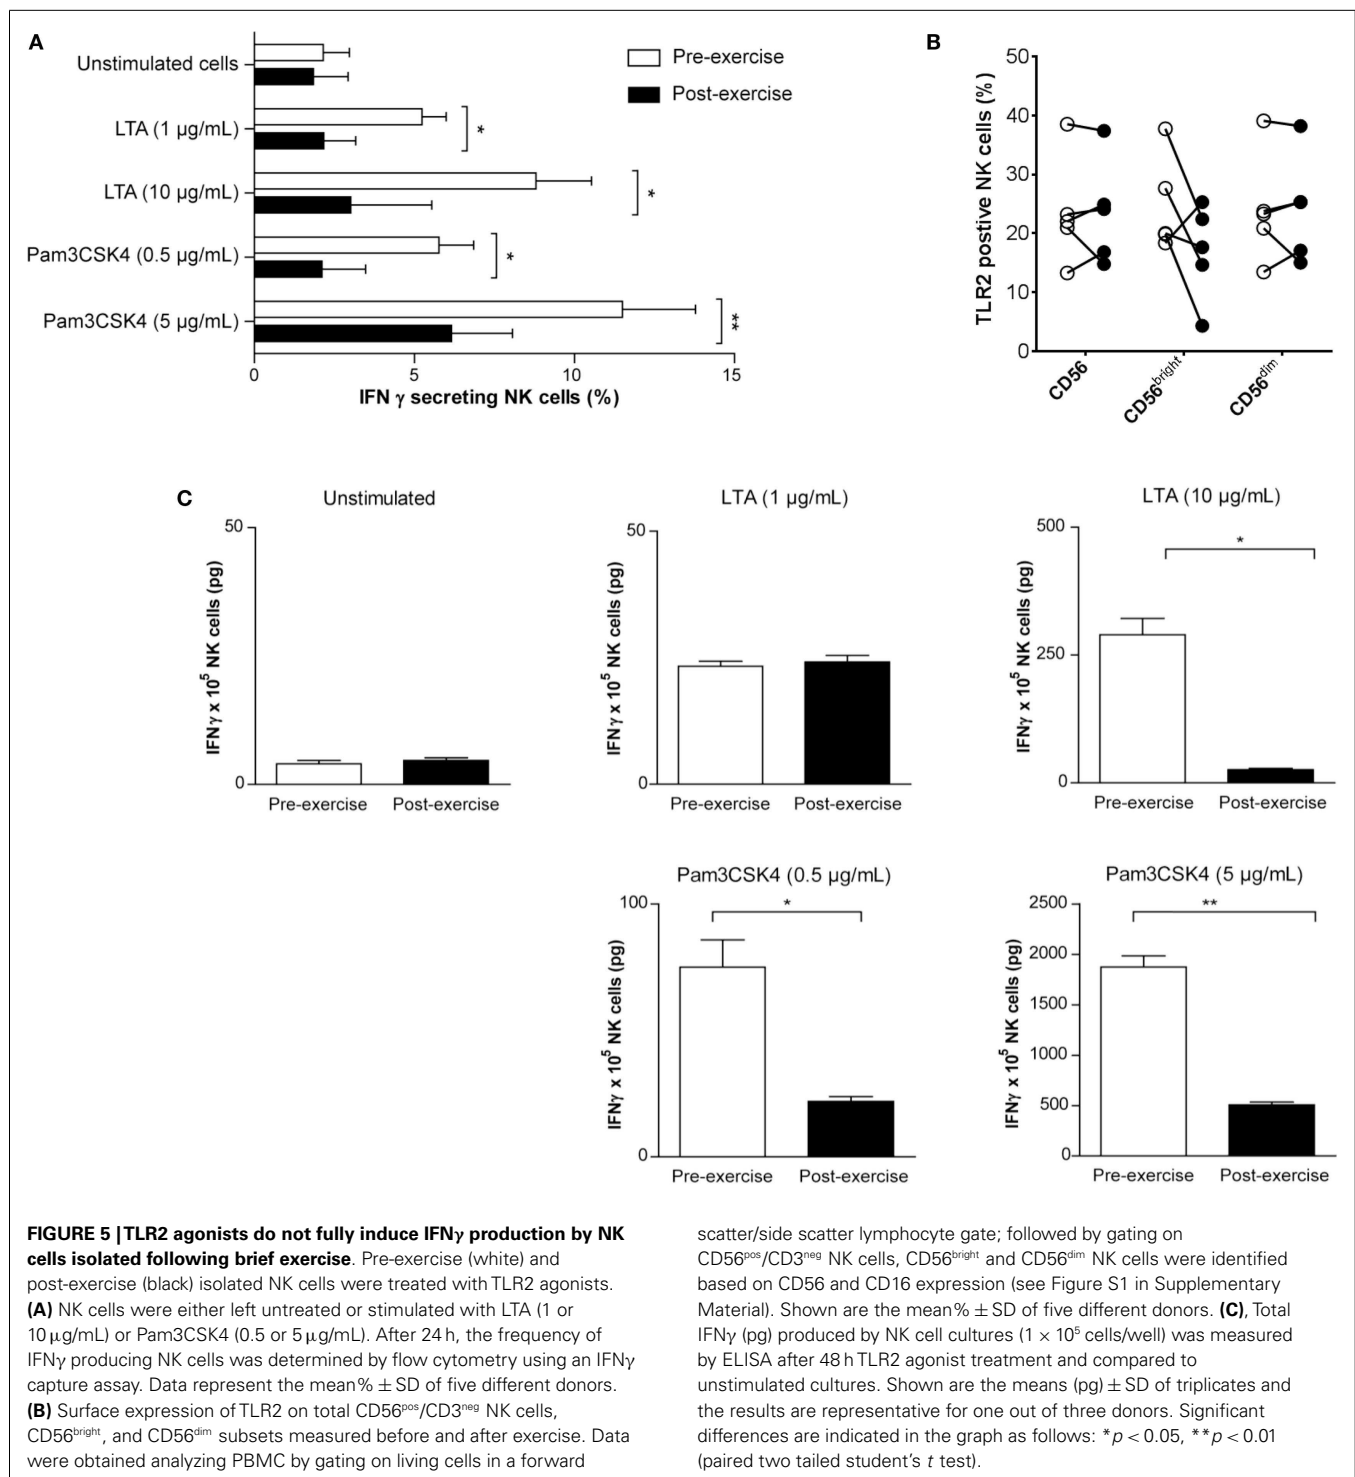 A
Unstimulated cells
LTA (1 µg/mL)
LTA (10 µg/mL)
Pam3CSK4 (0.5 µg/mL)
Pam3CSK4 (5 µg/mL)
*
*
*
**
0 5 10 15
IFN γ secreting NK cells (%)
Pre-exercise
Post-exercise
B
TLR2 postive NK cells (%)
50
40
30
20
10
0
CD56
CD56bright
CD56dim
C
Unstimulated
IFNγ x 10⁵ NK cells (pg)
50
0
Pre-exercise Post-exercise
LTA (1 µg/mL)
IFNγ x 10⁵ NK cells (pg)
50
0
Pre-exercise Post-exercise
LTA (10 µg/mL)
IFNγ x 10⁵ NK cells (pg)
500
250
0
*
Pre-exercise Post-exercise
Pam3CSK4 (0.5 µg/mL)
IFNγ x 10⁵ NK cells (pg)
100
0
*
Pre-exercise Post-exercise
Pam3CSK4 (5 µg/mL)
IFNγ x 10⁵ NK cells (pg)
2500
2000
1500
1000
500
0
**
Pre-exercise Post-exercise
FIGURE 5 | TLR2 agonists do not fully induce IFNγ production by NK
cells isolated following brief exercise. Pre-exercise (white) and
post-exercise (black) isolated NK cells were treated with TLR2 agonists.
(A) NK cells were either left untreated or stimulated with LTA (1 or
10 µg/mL) or Pam3CSK4 (0.5 or 5 µg/mL). After 24 h, the frequency of
IFNγ producing NK cells was determined by flow cytometry using an IFNγ
capture assay. Data represent the mean% ± SD of five different donors.
(B) Surface expression of TLR2 on total CD56pos/CD3neg NK cells,
CD56bright, and CD56dim subsets measured before and after exercise. Data
were obtained analyzing PBMC by gating on living cells in a forward
scatter/side scatter lymphocyte gate; followed by gating on
CD56pos/CD3neg NK cells, CD56bright and CD56dim NK cells were identified
based on CD56 and CD16 expression (see Figure S1 in Supplementary
Material). Shown are the mean% ± SD of five different donors. (C), Total
IFNγ (pg) produced by NK cell cultures (1 × 10⁵ cells/well) was measured
by ELISA after 48 h TLR2 agonist treatment and compared to
unstimulated cultures. Shown are the means (pg) ± SD of triplicates and
the results are representative for one out of three donors. Significant
differences are indicated in the graph as follows: *p < 0.05, **p < 0.01
(paired two tailed student's t test).